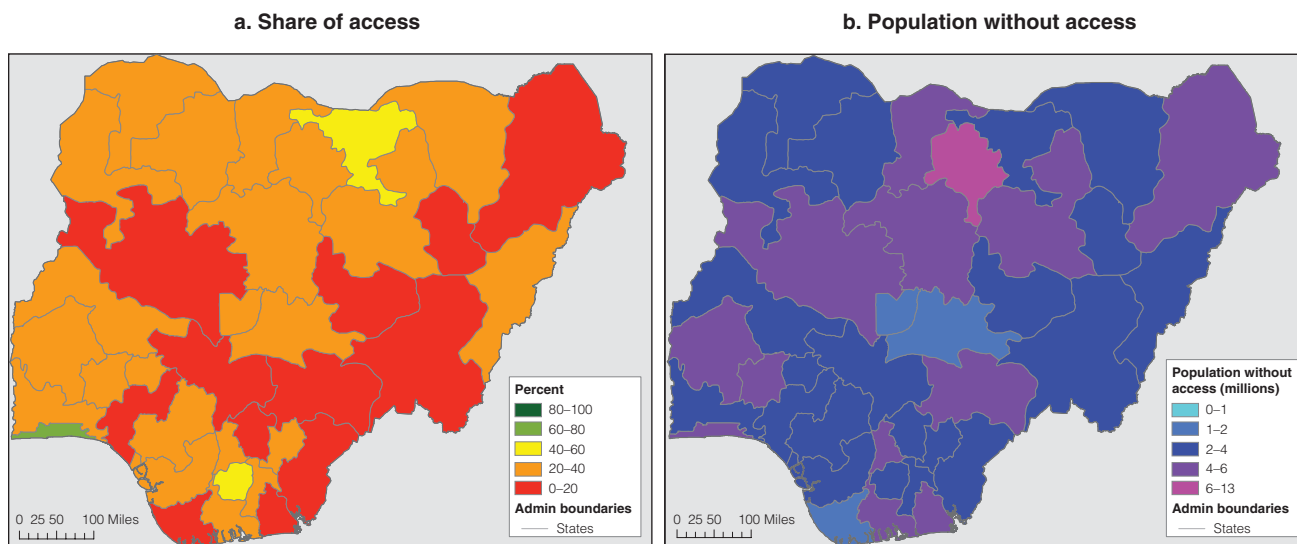 a. Share of access
Percent
80–100
60–80
40–60
20–40
0–20
Admin boundaries
States
0 25 50 100 Miles
b. Population without access
Population without
access (millions)
0–1
1–2
2–4
4–6
6–13
Admin boundaries
States
0 25 50 100 Miles